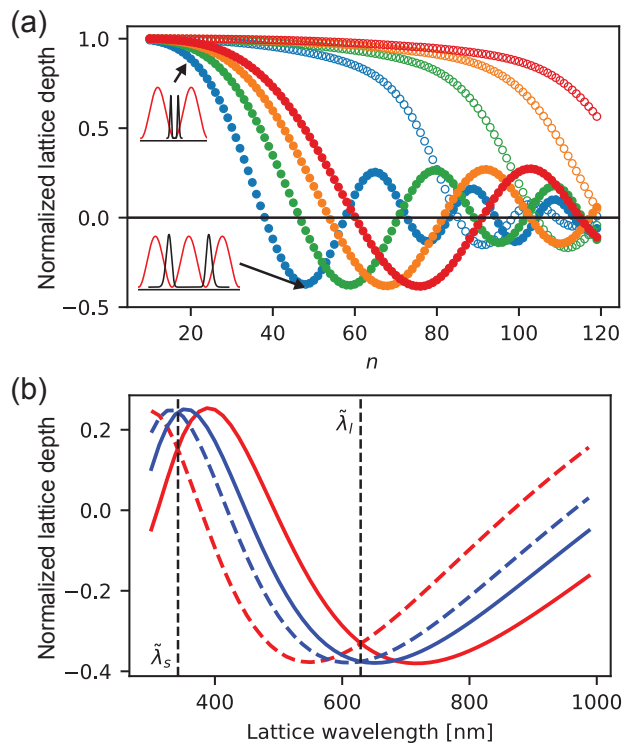 (a)
Normalized lattice depth
1.0
0.5
0.0
−0.5
20
40
60
80
100
120
n
(b)
Normalized lattice depth
0.2
0.0
−0.2
−0.4
λ̃ₛ
λ̃ₗ
400
600
800
1000
Lattice wavelength [nm]